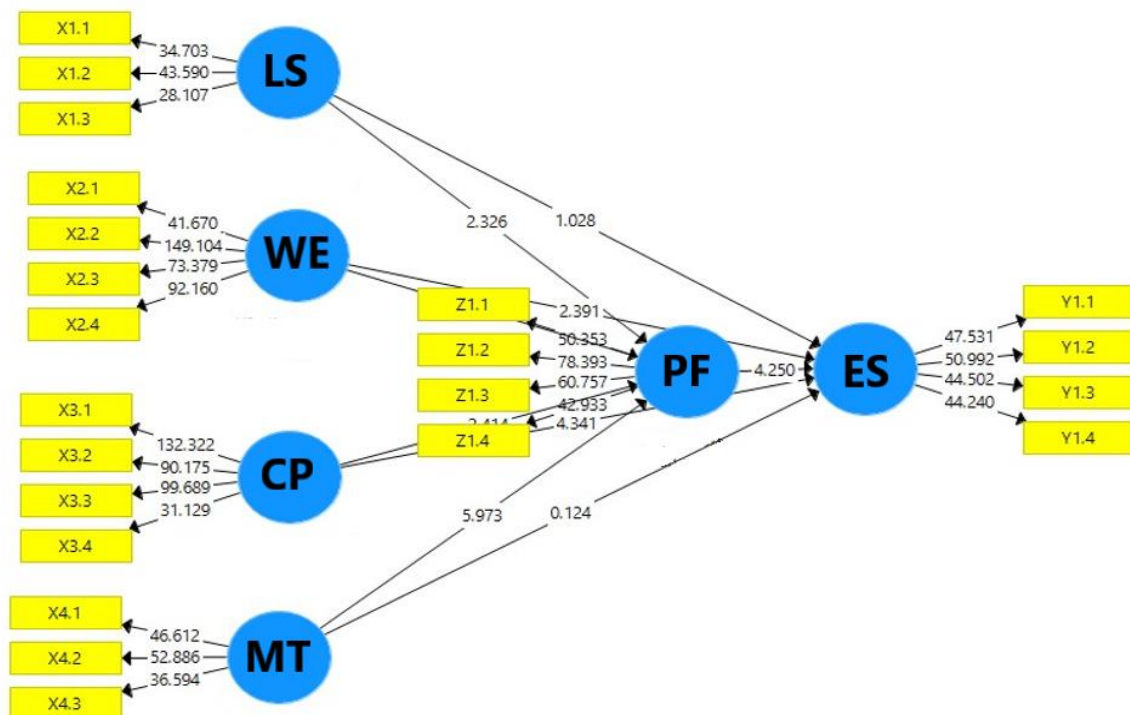 X1.1
X1.2
X1.3
34.703
43.590
28.107
LS
X2.1
X2.2
X2.3
X2.4
41.670
149.104
73.379
92.160
WE
X3.1
X3.2
X3.3
X3.4
132.322
90.175
99.689
31.129
CP
X4.1
X4.2
X4.3
46.612
52.886
36.594
MT
2.326
1.028
2.391
Z1.1
Z1.2
Z1.3
Z1.4
50.353
78.393
60.757
42.933
4.341
PF
4.250
5.973
0.124
ES
47.531
50.992
44.502
44.240
Y1.1
Y1.2
Y1.3
Y1.4